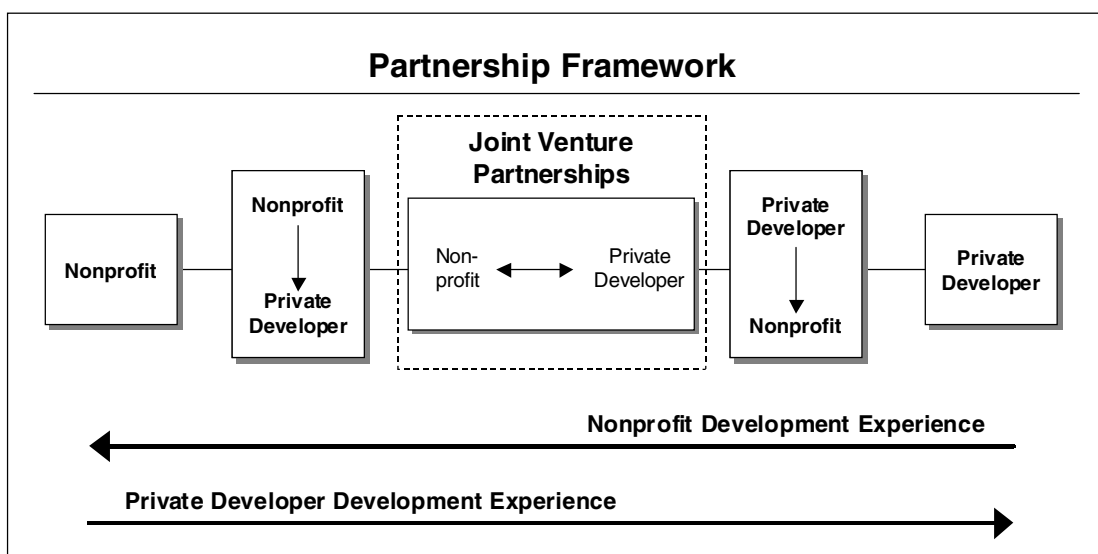 Partnership Framework
Joint Venture
Partnerships
Nonprofit
Nonprofit
Private
Developer
Non-
profit
Private
Developer
Private
Developer
Nonprofit
Private
Developer
Nonprofit Development Experience
Private Developer Development Experience